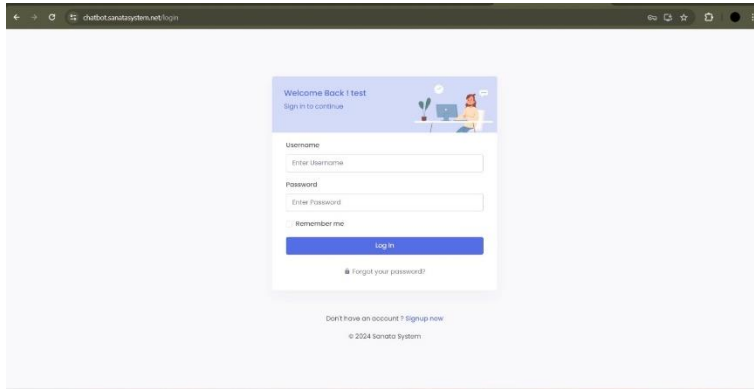 chatbot.sanatasystem.net/login
Welcome Back ! test
Sign in to continue
Username
Enter Username
Password
Enter Password
Remember me
Log In
Forgot your password?
Don't have an account ? Signup now
© 2024 Sanata System